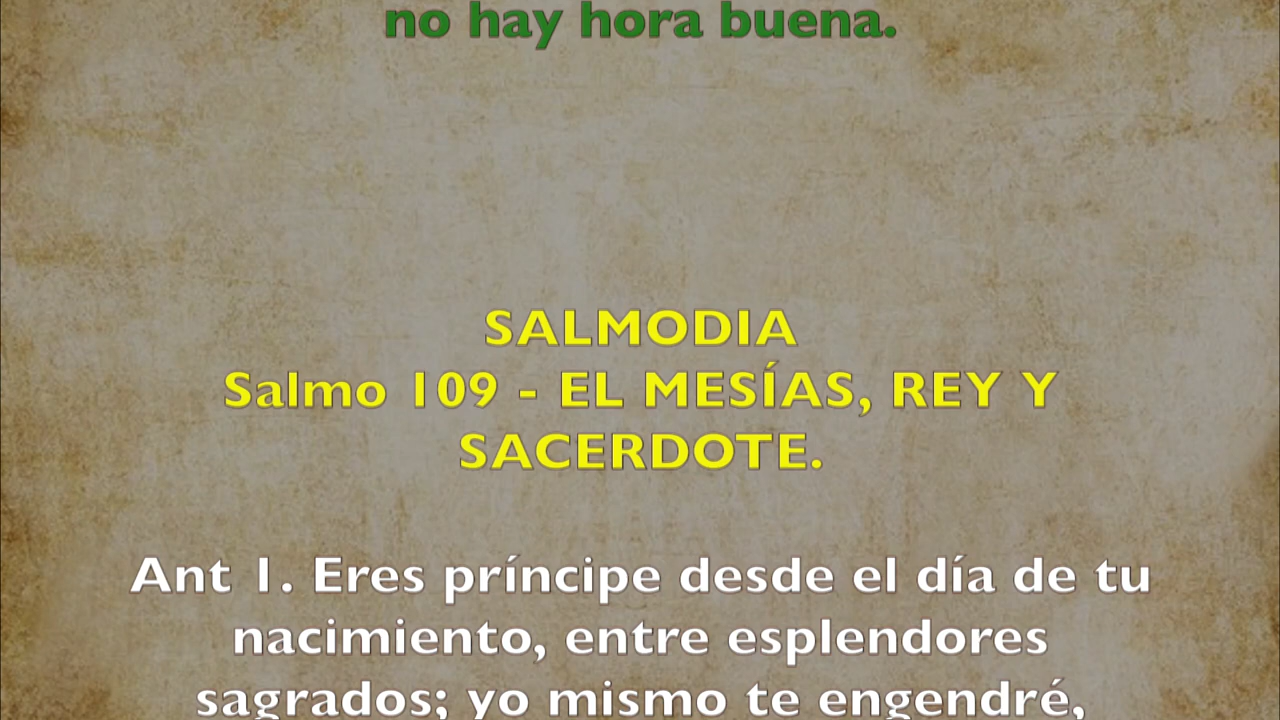 no hay hora buena.
SALMODIA
Salmo 109 - EL MESÍAS, REY Y
SACERDOTE.
Ant 1. Eres príncipe desde el día de tu
nacimiento, entre esplendores
sagrados; yo mismo te engendré,